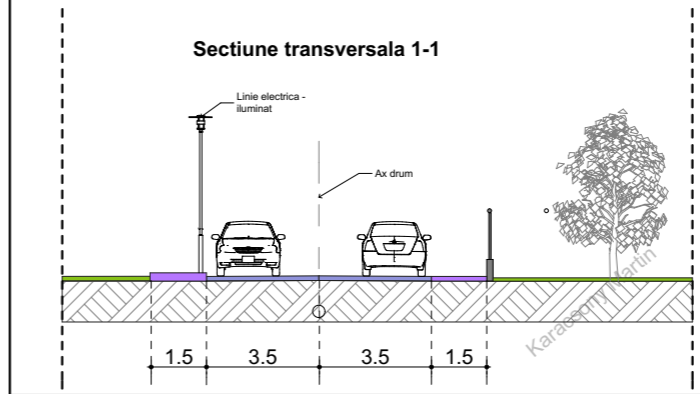 Sectiune transversala 1-1
Linie electrica -
iluminat
Ax drum
Karacsony Martin
1.5 3.5 3.5 1.5